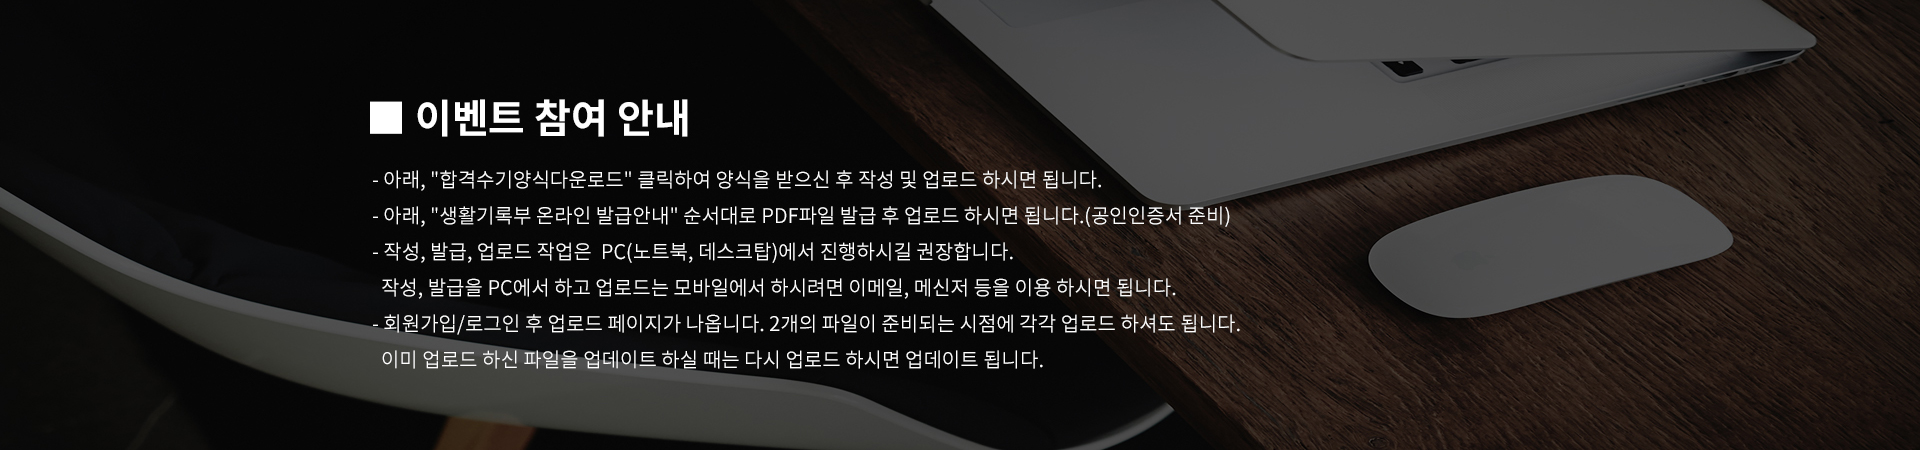 ■ 이벤트 참여 안내
- 아래, "합격수기양식다운로드" 클릭하여 양식을 받으신 후 작성 및 업로드 하시면 됩니다.
- 아래, "생활기록부 온라인 발급안내" 순서대로 PDF파일 발급 후 업로드 하시면 됩니다.(공인인증서 준비)
- 작성, 발급, 업로드 작업은 PC(노트북, 데스크탑)에서 진행하시길 권장합니다.
작성, 발급을 PC에서 하고 업로드는 모바일에서 하시려면 이메일, 메신저 등을 이용 하시면 됩니다.
- 회원가입/로그인 후 업로드 페이지가 나옵니다. 2개의 파일이 준비되는 시점에 각각 업로드 하셔도 됩니다.
이미 업로드 하신 파일을 업데이트 하실 때는 다시 업로드 하시면 업데이트 됩니다.